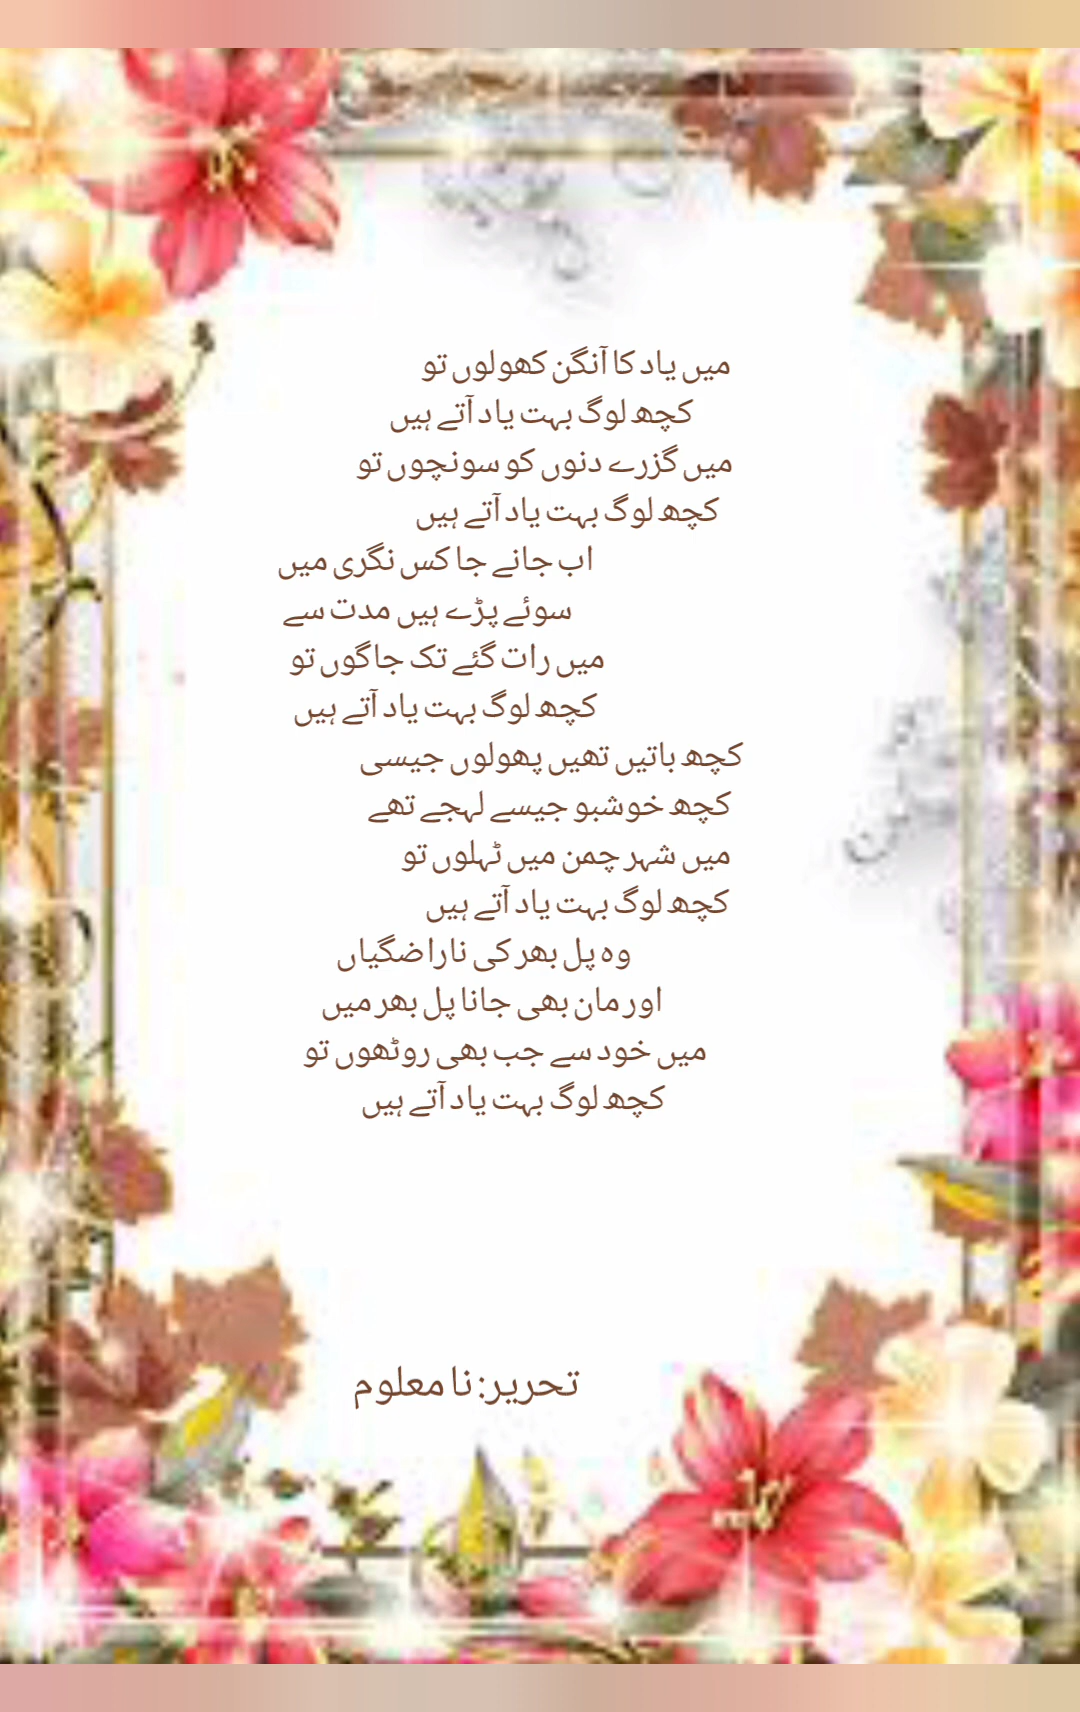 میں یاد کا آنگن کھولوں تو
کچھ لوگ بہت یاد آتے ہیں
میں گزرے دنوں کو سونچوں تو
کچھ لوگ بہت یاد آتے ہیں
اب جانے جا کس نگری میں
سوئے پڑے ہیں مدت سے
میں رات گئے تک جاگوں تو
کچھ لوگ بہت یاد آتے ہیں
کچھ باتیں تھیں پھولوں جیسی
کچھ خوشبو جیسے لہجے تھے
میں شہر چمن میں ٹہلوں تو
کچھ لوگ بہت یاد آتے ہیں
وہ پل بھر کی ناراضگیاں
اور مان بھی جانا پل بھر میں
میں خود سے جب بھی روٹھوں تو
کچھ لوگ بہت یاد آتے ہیں
تحریر: نا معلوم